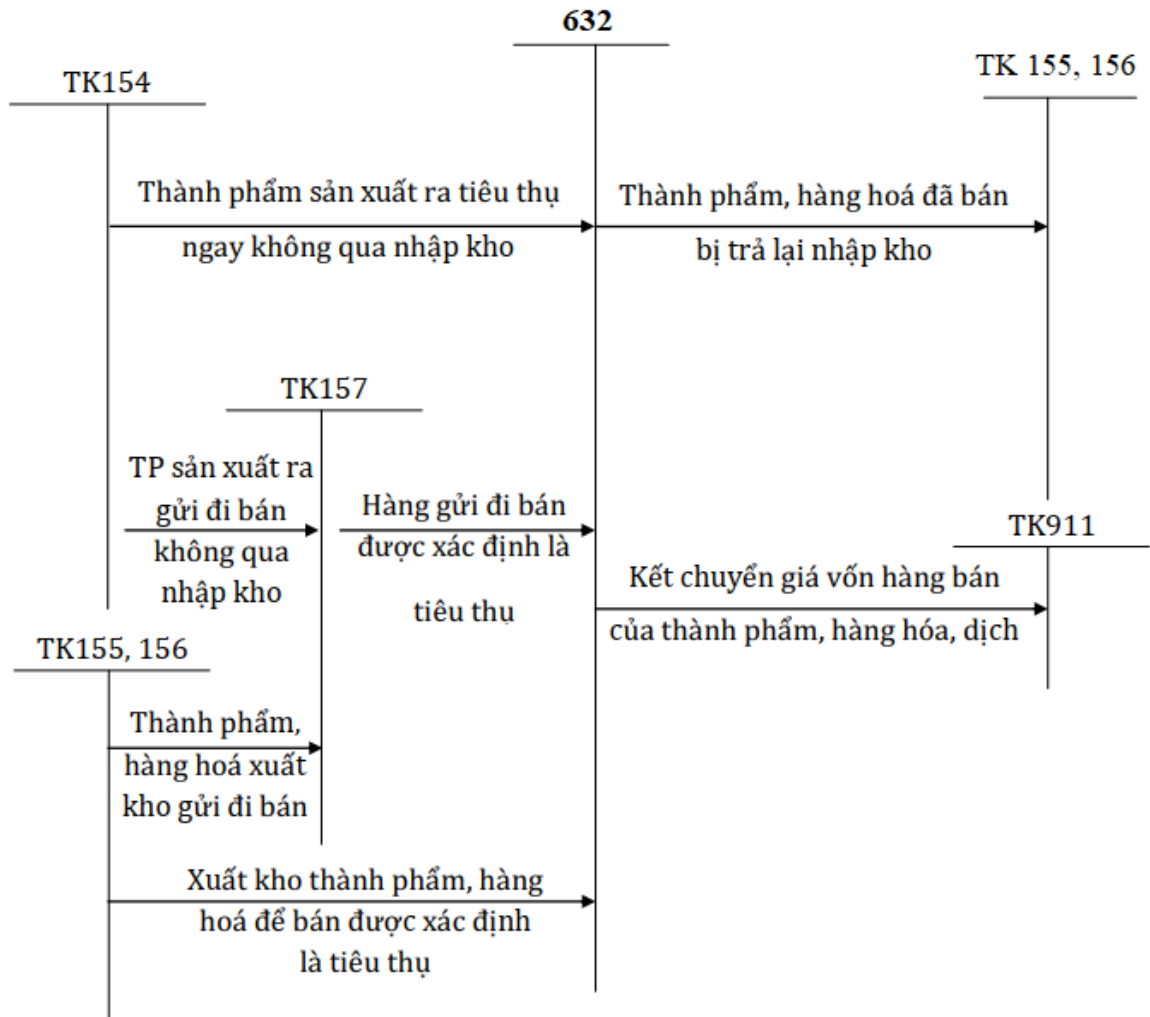 632
TK154
TK 155, 156
Thành phẩm sản xuất ra tiêu thụ
ngay không qua nhập kho
Thành phẩm, hàng hoá đã bán
bị trả lại nhập kho
TK157
TP sản xuất ra
gửi đi bán
không qua
nhập kho
Hàng gửi đi bán
được xác định là
tiêu thụ
TK911
Kết chuyển giá vốn hàng bán
của thành phẩm, hàng hóa, dịch
TK155, 156
Thành phẩm,
hàng hoá xuất
kho gửi đi bán
Xuất kho thành phẩm, hàng
hoá để bán được xác định
là tiêu thụ